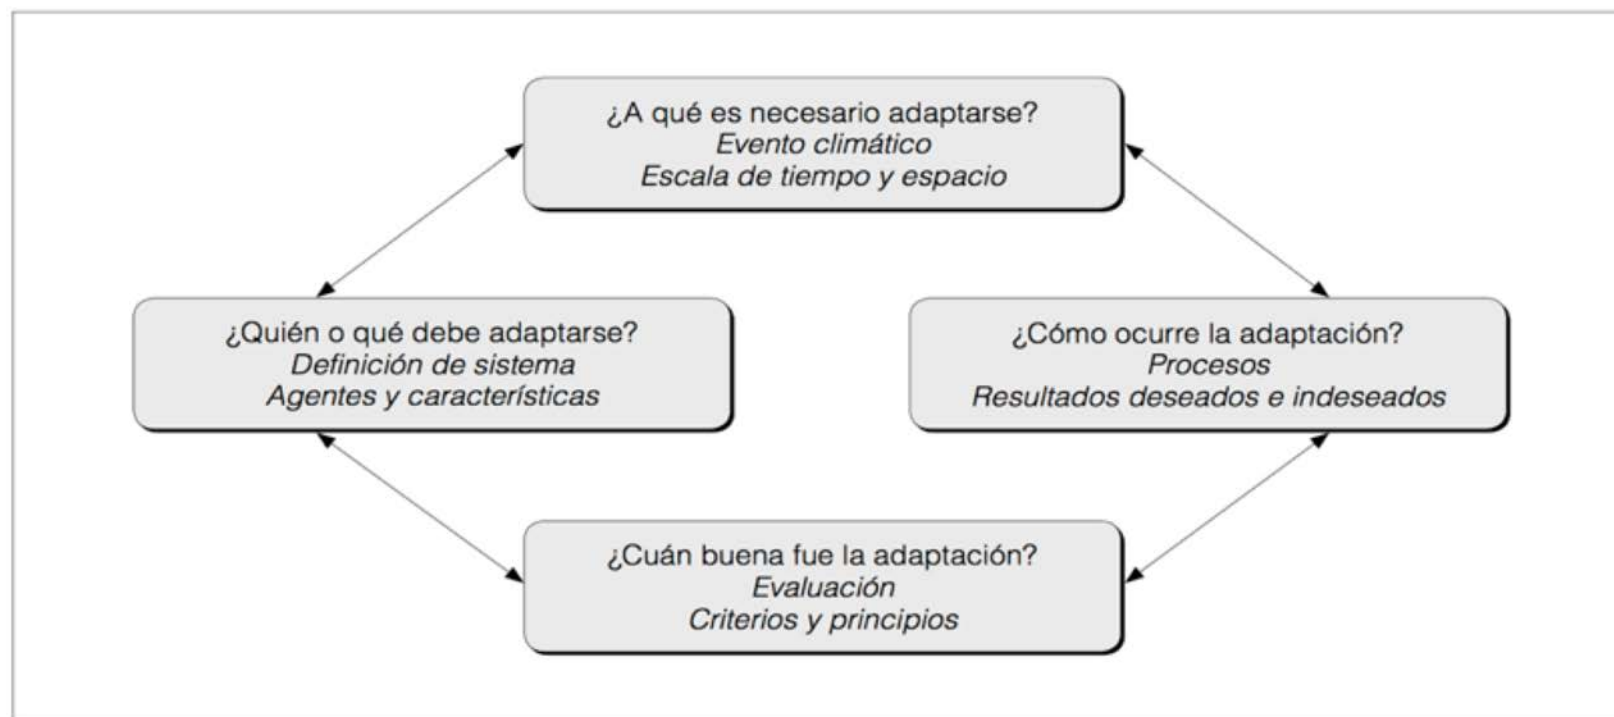 ¿A qué es necesario adaptarse?
Evento climático
Escala de tiempo y espacio
¿Quién o qué debe adaptarse?
Definición de sistema
Agentes y características
¿Cómo ocurre la adaptación?
Procesos
Resultados deseados e indeseados
¿Cuán buena fue la adaptación?
Evaluación
Criterios y principios